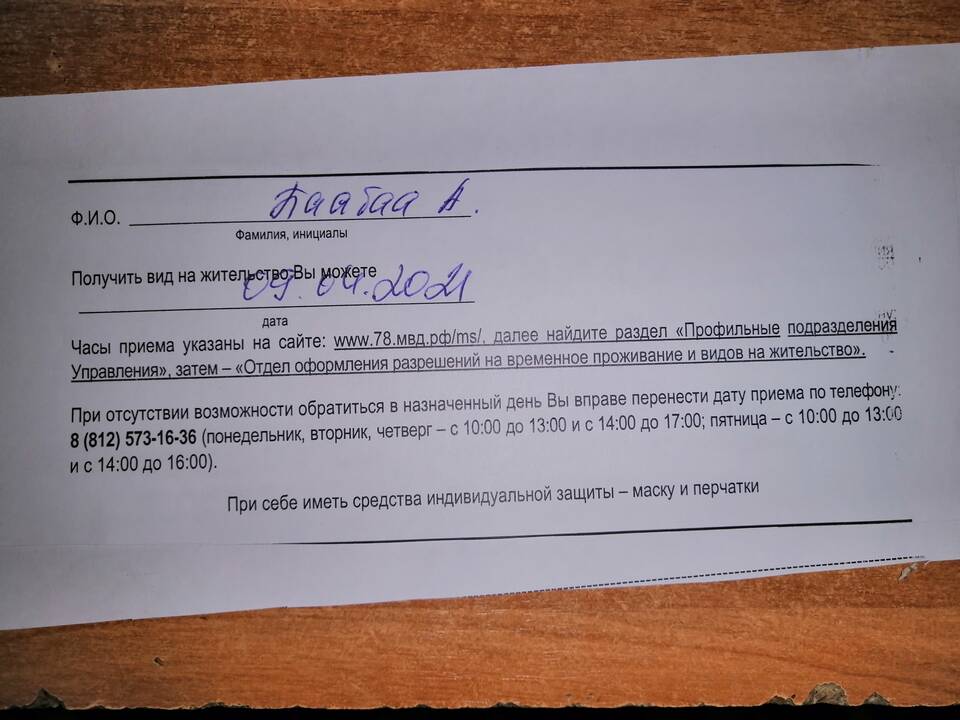 Ф.И.О. Паабаа А.
Фамилия, инициалы
Получить вид на жительство Вы можете
09.04.2021
дата
Часы приема указаны на сайте: www.78.мвд.рф/ms/, далее найдите раздел «Профильные подразделения
Управления», затем – «Отдел оформления разрешений на временное проживание и видов на жительство».
При отсутствии возможности обратиться в назначенный день Вы вправе перенести дату приема по телефону:
8 (812) 573-16-36 (понедельник, вторник, четверг – с 10:00 до 13:00 и с 14:00 до 17:00; пятница – с 10:00 до 13:00
и с 14:00 до 16:00).
При себе иметь средства индивидуальной защиты – маску и перчатки